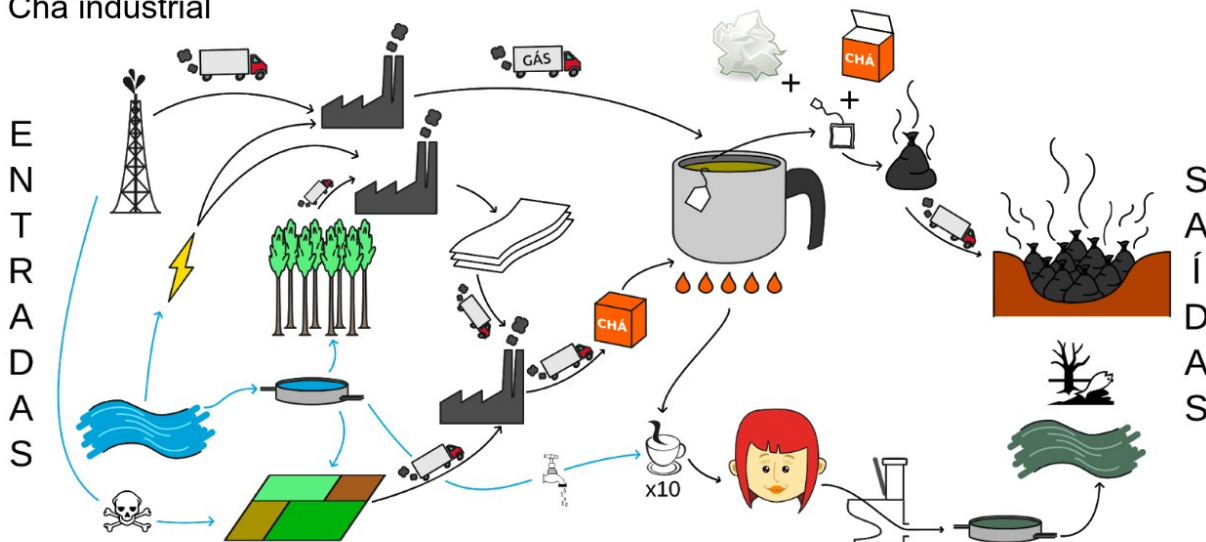 Chá industrial
ENTRADAS
GÁS
CHÁ
+
+
CHÁ
x10
SAÍDAS